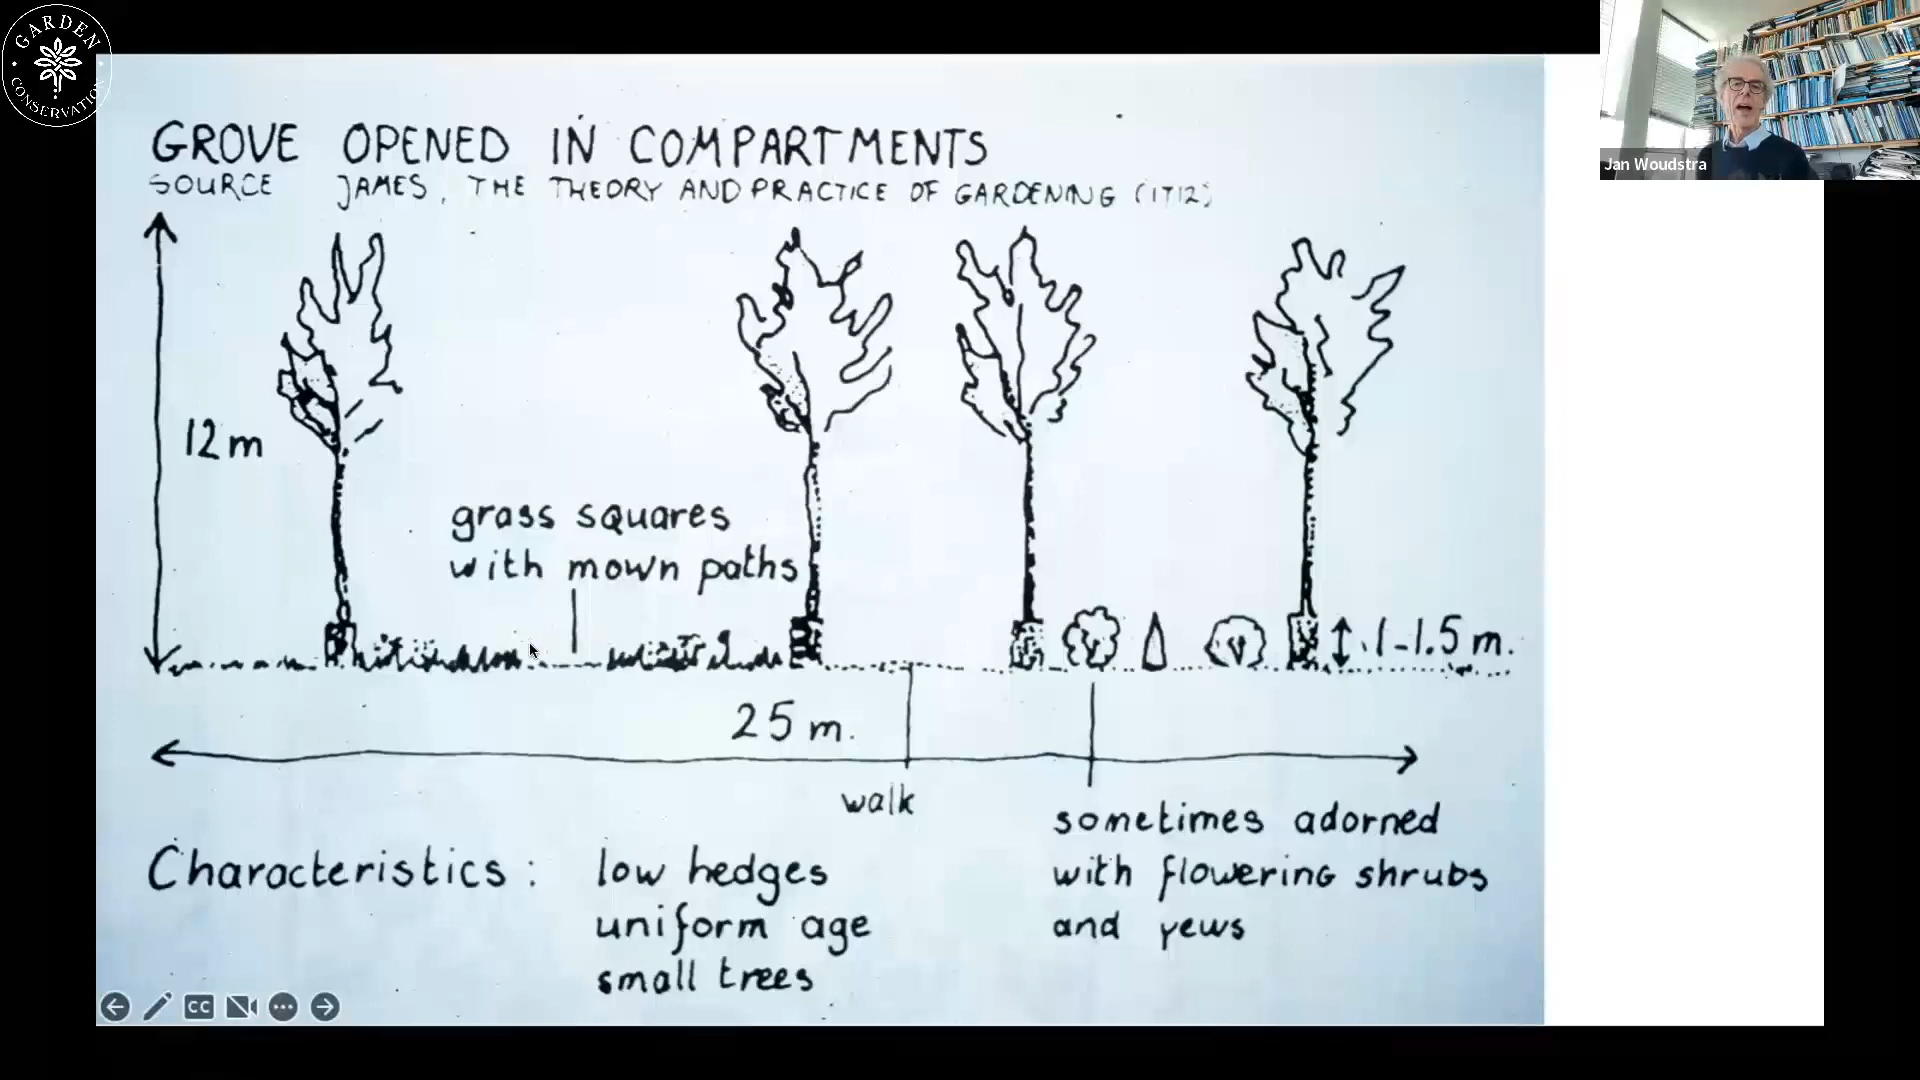 GARDEN
CONSERVATION
Jan Woudstra
GROVE OPENED IN COMPARTMENTS
SOURCE JAMES, THE THEORY AND PRACTICE OF GARDENING (1712)
12 m
grass squares
with mown paths
1-1.5 m.
25 m.
walk
sometimes adorned
with flowering shrubs
and yews
Characteristics: low hedges
uniform age
small trees
CC